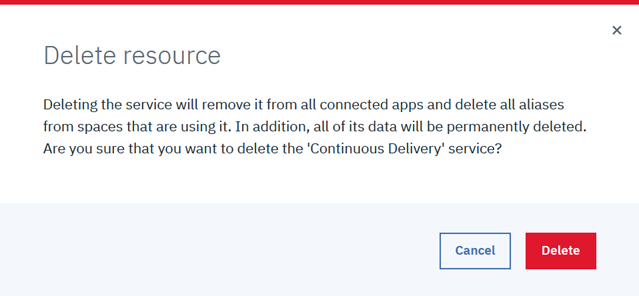 Delete resource
Deleting the service will remove it from all connected apps and delete all aliases
from spaces that are using it. In addition, all of its data will be permanently deleted.
Are you sure that you want to delete the 'Continuous Delivery' service?
Cancel
Delete